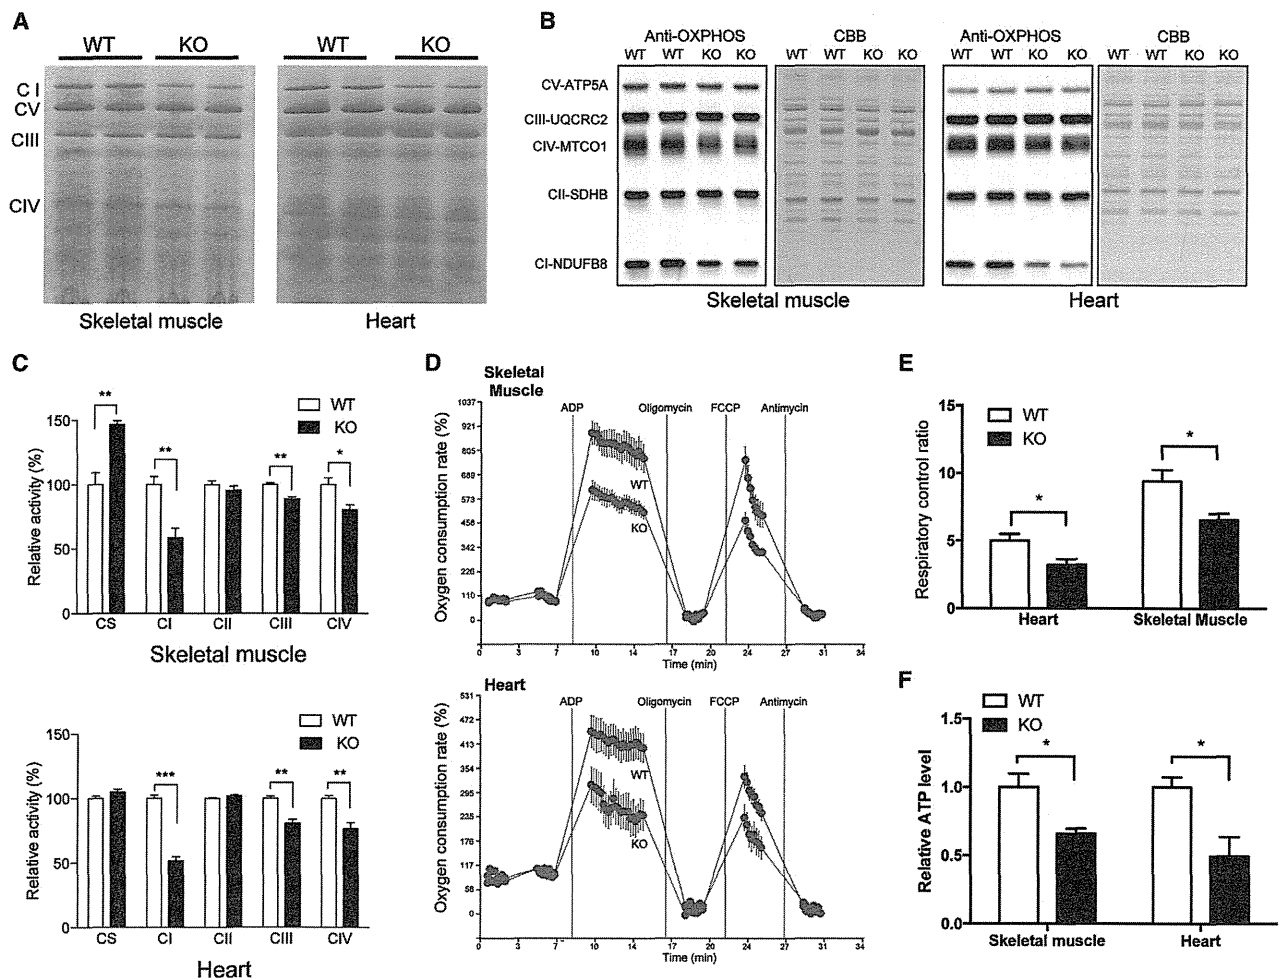 A
WT KO WT KO
C I
CV
CIII
CIV
Skeletal muscle Heart
B
Anti-OXPHOS CBB Anti-OXPHOS CBB
WT WT KO KO WT WT KO KO WT WT KO KO WT WT KO KO
CV-ATP5A
CIII-UQCRC2
CIV-MTCO1
CII-SDHB
CI-NDUFB8
Skeletal muscle Heart
C
WT
KO
Relative activity (%)
150
100
50
0
** ** ** *
CS CI CII CIII CIV
Skeletal muscle
WT
KO
Relative activity (%)
150
100
50
0
*** ** **
CS CI CII CIII CIV
Heart
D
Skeletal
Muscle
ADP Oligomycin FCCP Antimycin
Oxygen consumption rate (%)
1037
921
805
689
573
458
342
226
110
0
WT
KO
0 3 7 10 14 17 20 24 27 31 34
Time (min)
Heart
ADP Oligomycin FCCP Antimycin
Oxygen consumption rate (%)
531
472
413
354
295
235
176
117
58
0
WT
KO
0 3 7 10 14 17 20 24 27 31 34
Time (min)
E
WT
KO
Respiratory control ratio
15
10
5
0
* *
Heart Skeletal Muscle
F
WT
KO
Relative ATP level
1.5
1.0
0.5
0.0
* *
Skeletal muscle Heart